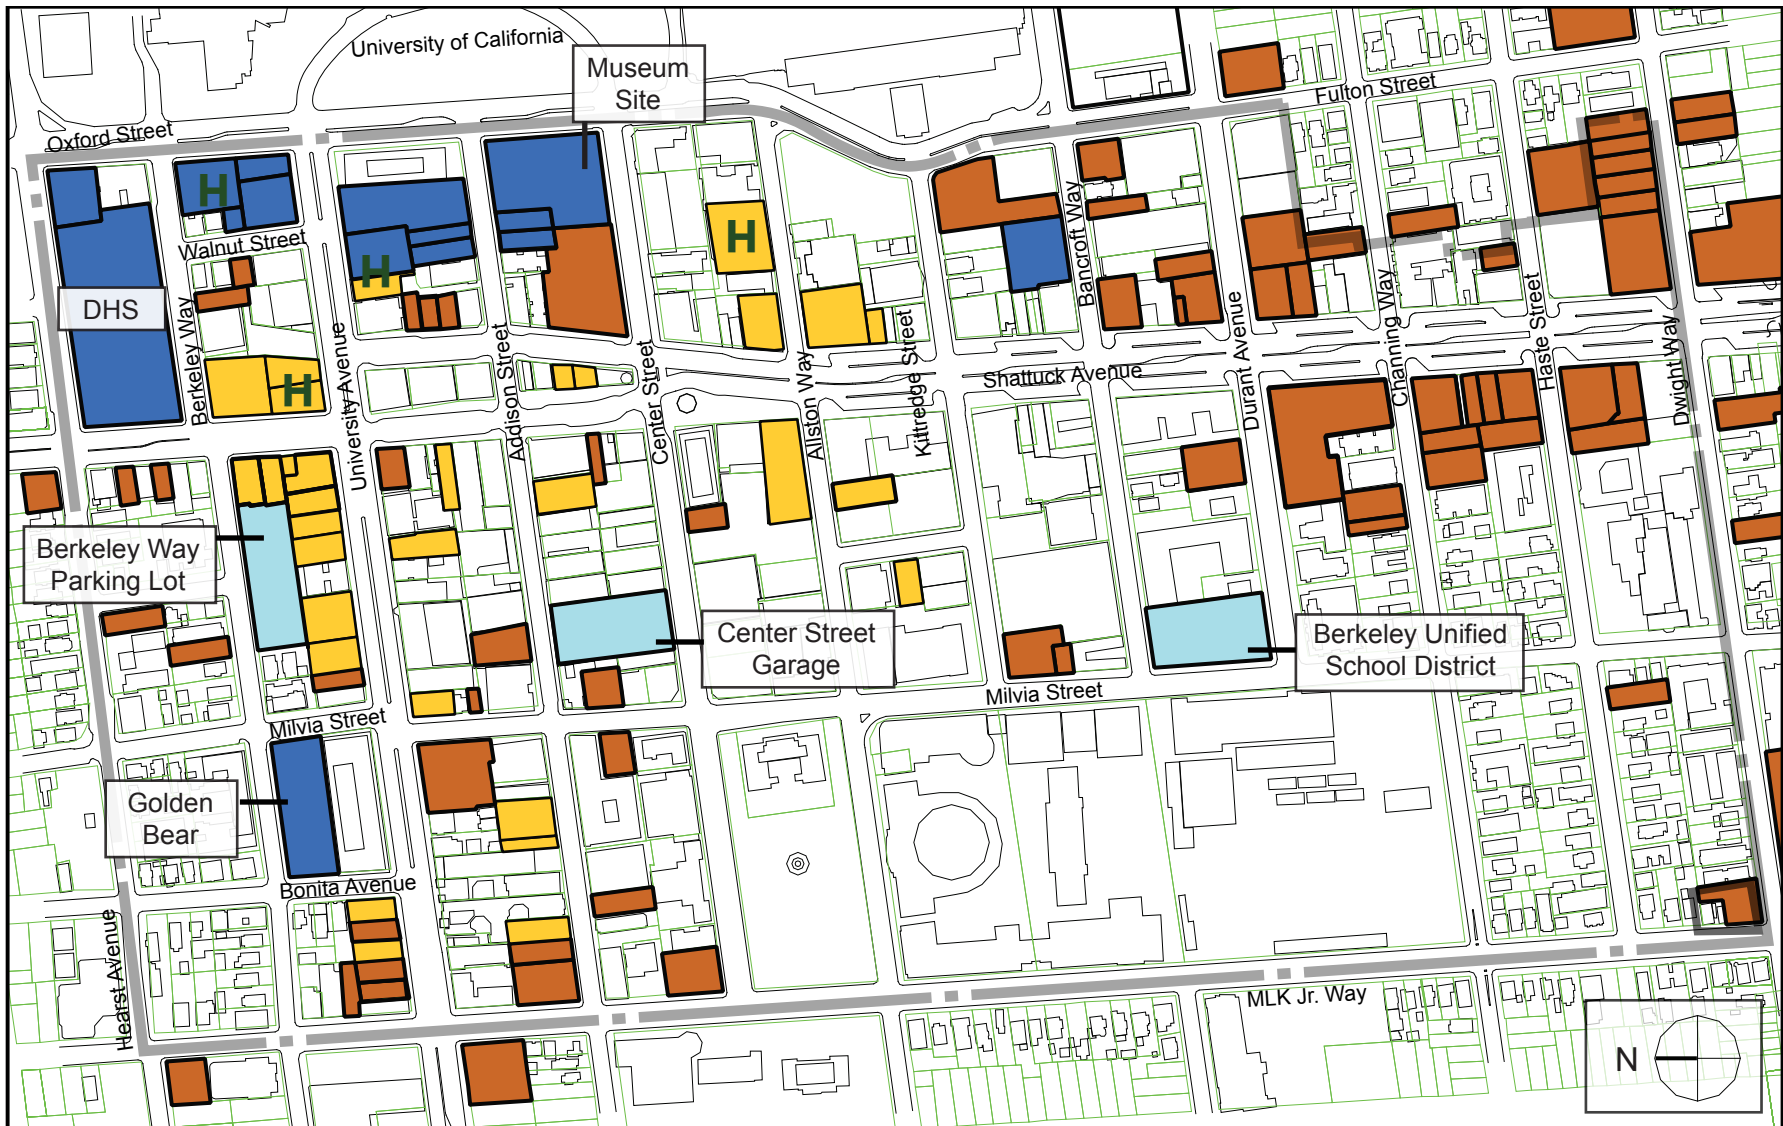 University of California
Museum
Site
Fulton Street
Oxford Street
H
Walnut Street
H
H
DHS
Berkeley Way
University Avenue
H
Addison Street
Center Street
Allston Way
Kittredge Street
Bancroft Way
Shattuck Avenue
Durant Avenue
Channing Way
Haste Street
Dwight Way
Berkeley Way
Parking Lot
Center Street
Garage
Berkeley Unified
School District
Milvia Street
Milvia Street
Golden
Bear
Bonita Avenue
Hearst Avenue
MLK Jr. Way
N